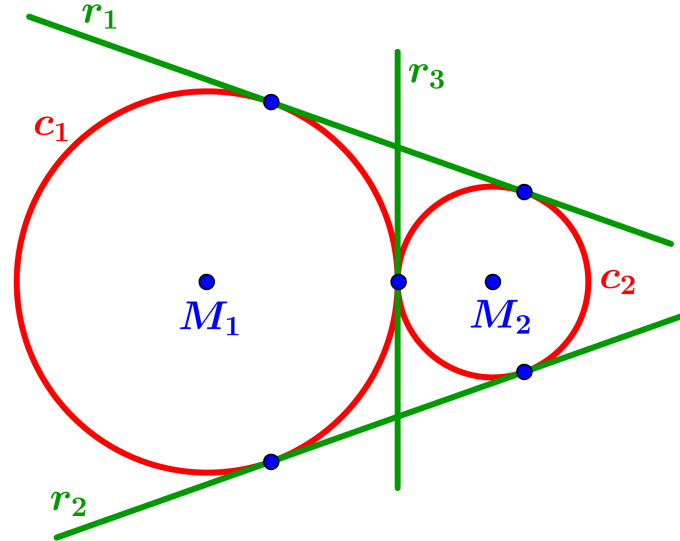 r₁
r₃
c₁
c₂
M₁
M₂
r₂